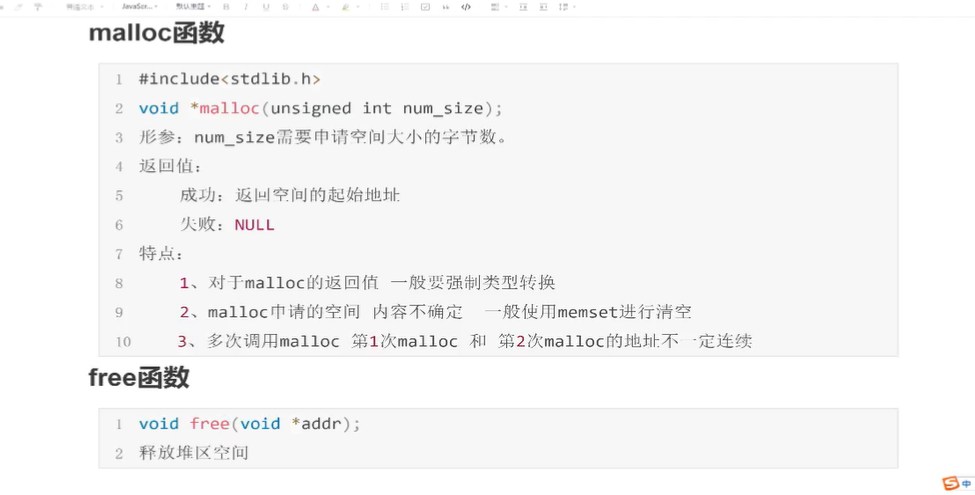 JavaScr...
默认主题
malloc函数
1 #include<stdlib.h>
2 void *malloc(unsigned int num_size);
3 形参：num_size需要申请空间大小的字节数。
4 返回值：
5 成功：返回空间的起始地址
6 失败：NULL
7 特点：
8 1、对于malloc的返回值 一般要强制类型转换
9 2、malloc申请的空间 内容不确定 一般使用memset进行清空
10 3、多次调用malloc 第1次malloc 和 第2次malloc的地址不一定连续
free函数
1 void free(void *addr);
2 释放堆区空间
中